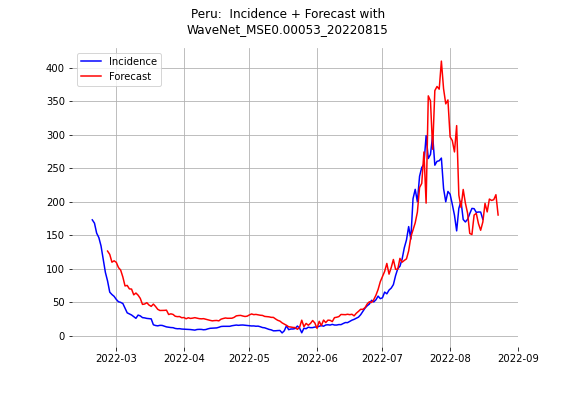 Peru:  Incidence + Forecast with
WaveNet_MSE0.00053_20220815
Incidence
Forecast
400
350
300
250
200
150
100
50
0
2022-03 2022-04 2022-05 2022-06 2022-07 2022-08 2022-09